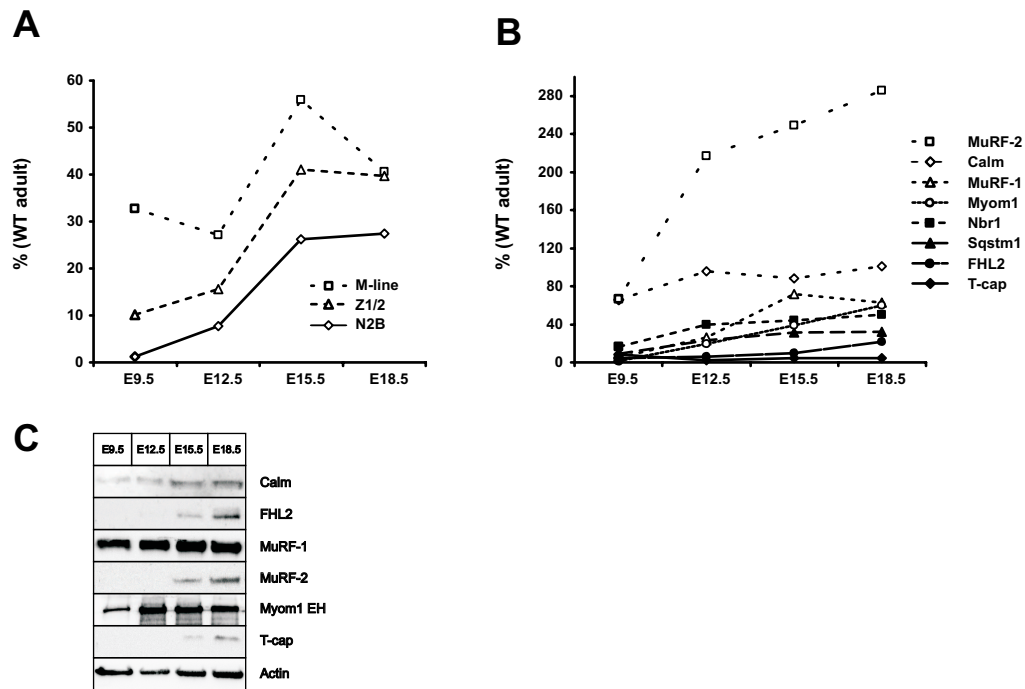 A
% (WT adult)
60
50
40
30
20
10
0
E9.5 E12.5 E15.5 E18.5
M-line
Z1/2
N2B
B
% (WT adult)
280
240
200
160
120
80
40
0
E9.5 E12.5 E15.5 E18.5
MuRF-2
Calm
MuRF-1
Myom1
Nbr1
Sqstm1
FHL2
T-cap
C
E9.5 E12.5 E15.5 E18.5
Calm
FHL2
MuRF-1
MuRF-2
Myom1 EH
T-cap
Actin